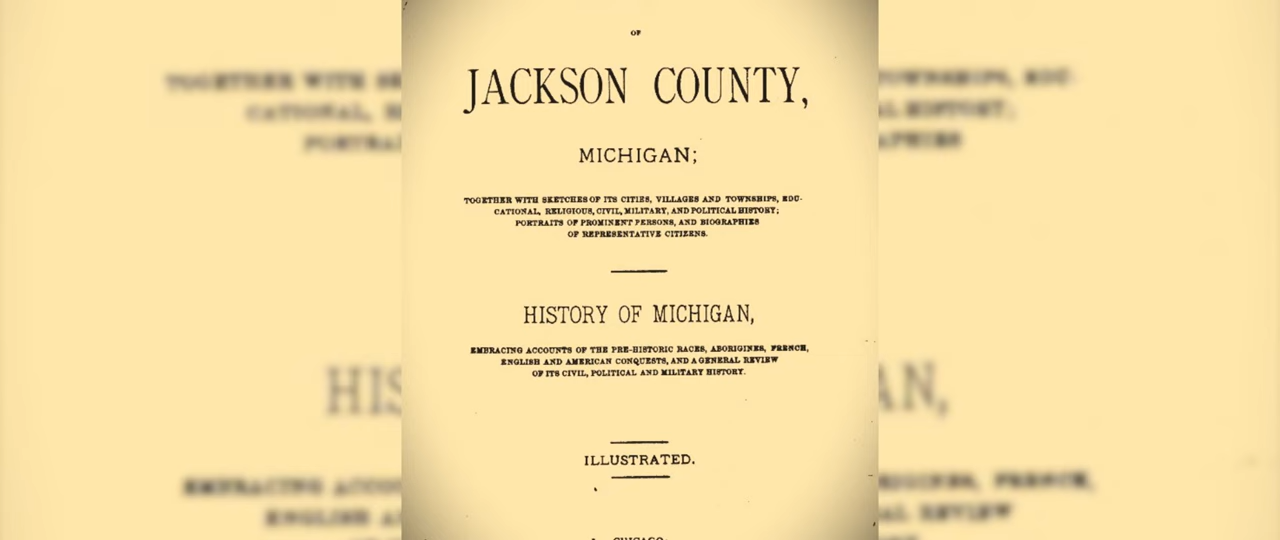 OF
JACKSON COUNTY,
MICHIGAN;
TOGETHER WITH SKETCHES OF ITS CITIES, VILLAGES AND TOWNSHIPS, EDU-
CATIONAL, RELIGIOUS, CIVIL, MILITARY, AND POLITICAL HISTORY;
PORTRAITS OF PROMINENT PERSONS, AND BIOGRAPHIES
OF REPRESENTATIVE CITIZENS.
HISTORY OF MICHIGAN,
EMBRACING ACCOUNTS OF THE PRE-HISTORIC RACES, ABORIGINES, FRENCH,
ENGLISH AND AMERICAN CONQUESTS, AND A GENERAL REVIEW
OF ITS CIVIL, POLITICAL AND MILITARY HISTORY.
ILLUSTRATED.
CHICAGO: